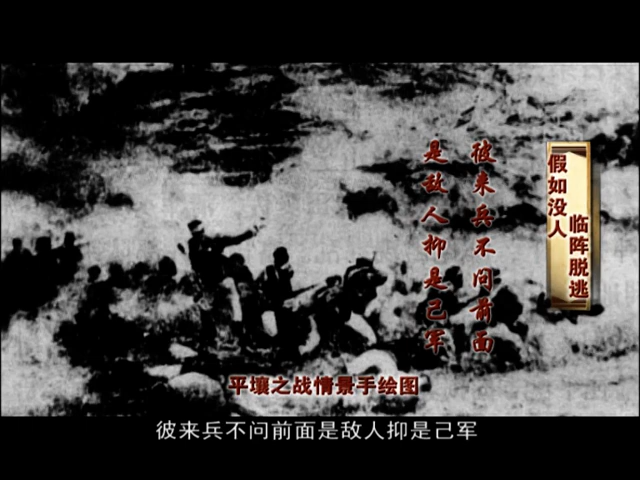 假如没人
临阵脱逃
彼来兵不问前面
是敌人抑是己军
平壤之战情景手绘图
彼来兵不问前面是敌人抑是己军